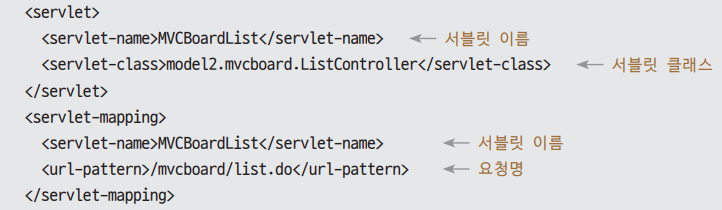 <servlet>
<servlet-name>MVCBoardList</servlet-name> ← 서블릿 이름
<servlet-class>model2.mvcboard.ListController</servlet-class> ← 서블릿 클래스
</servlet>
<servlet-mapping>
<servlet-name>MVCBoardList</servlet-name> ← 서블릿 이름
<url-pattern>/mvcboard/list.do</url-pattern> ← 요청명
</servlet-mapping>